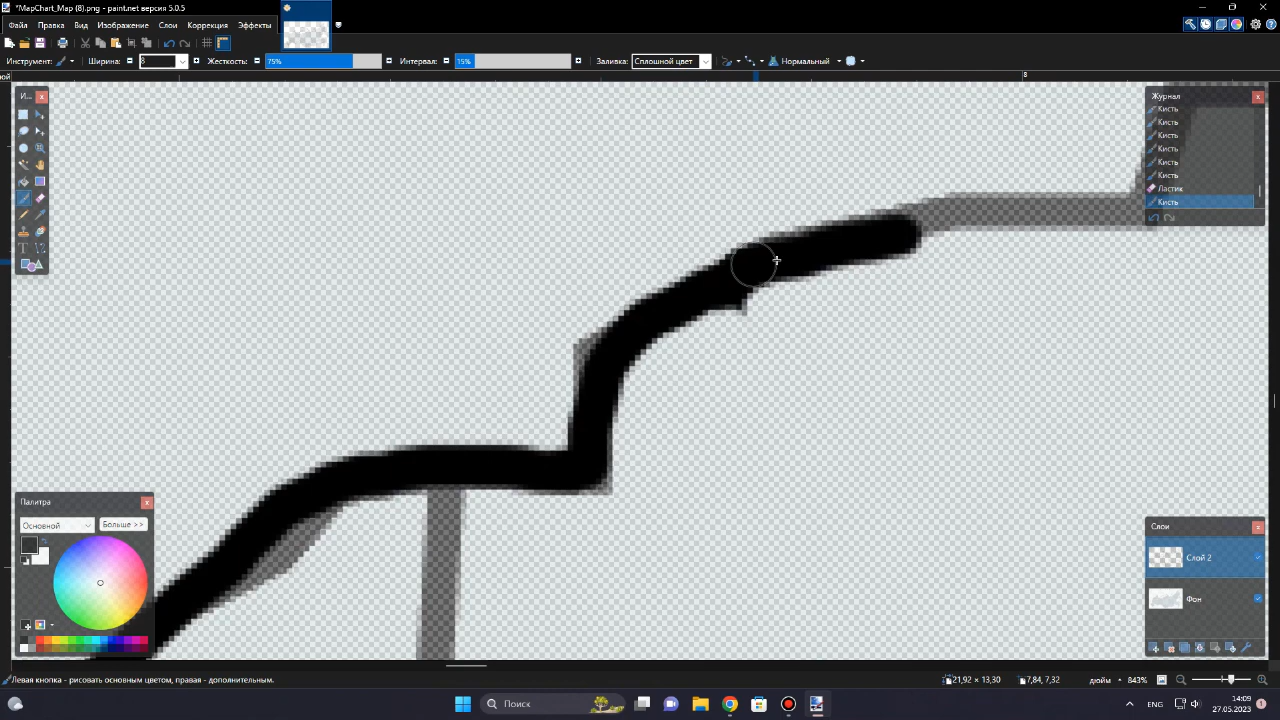 *MapChart_Map (8).png - paint.net версия 5.0.5
Файл Правка Вид Изображение Слои Коррекция Эффекты
Инструмент: Ширина: 8 Жесткость: 75% Интервал: 15% Заливка: Сплошной цвет Нормальный
8
И...
Журнал
Кисть
Кисть
Кисть
Кисть
Кисть
Кисть
Ластик
Кисть
Палитра
Основной Больше >>
Слои
Слой 2
Фон
Левая кнопка - рисовать основным цветом, правая - дополнительным.
21,92 × 13,30 7,84, 7,32 дюйм 843%
Поиск
14:09
27.05.2023
1